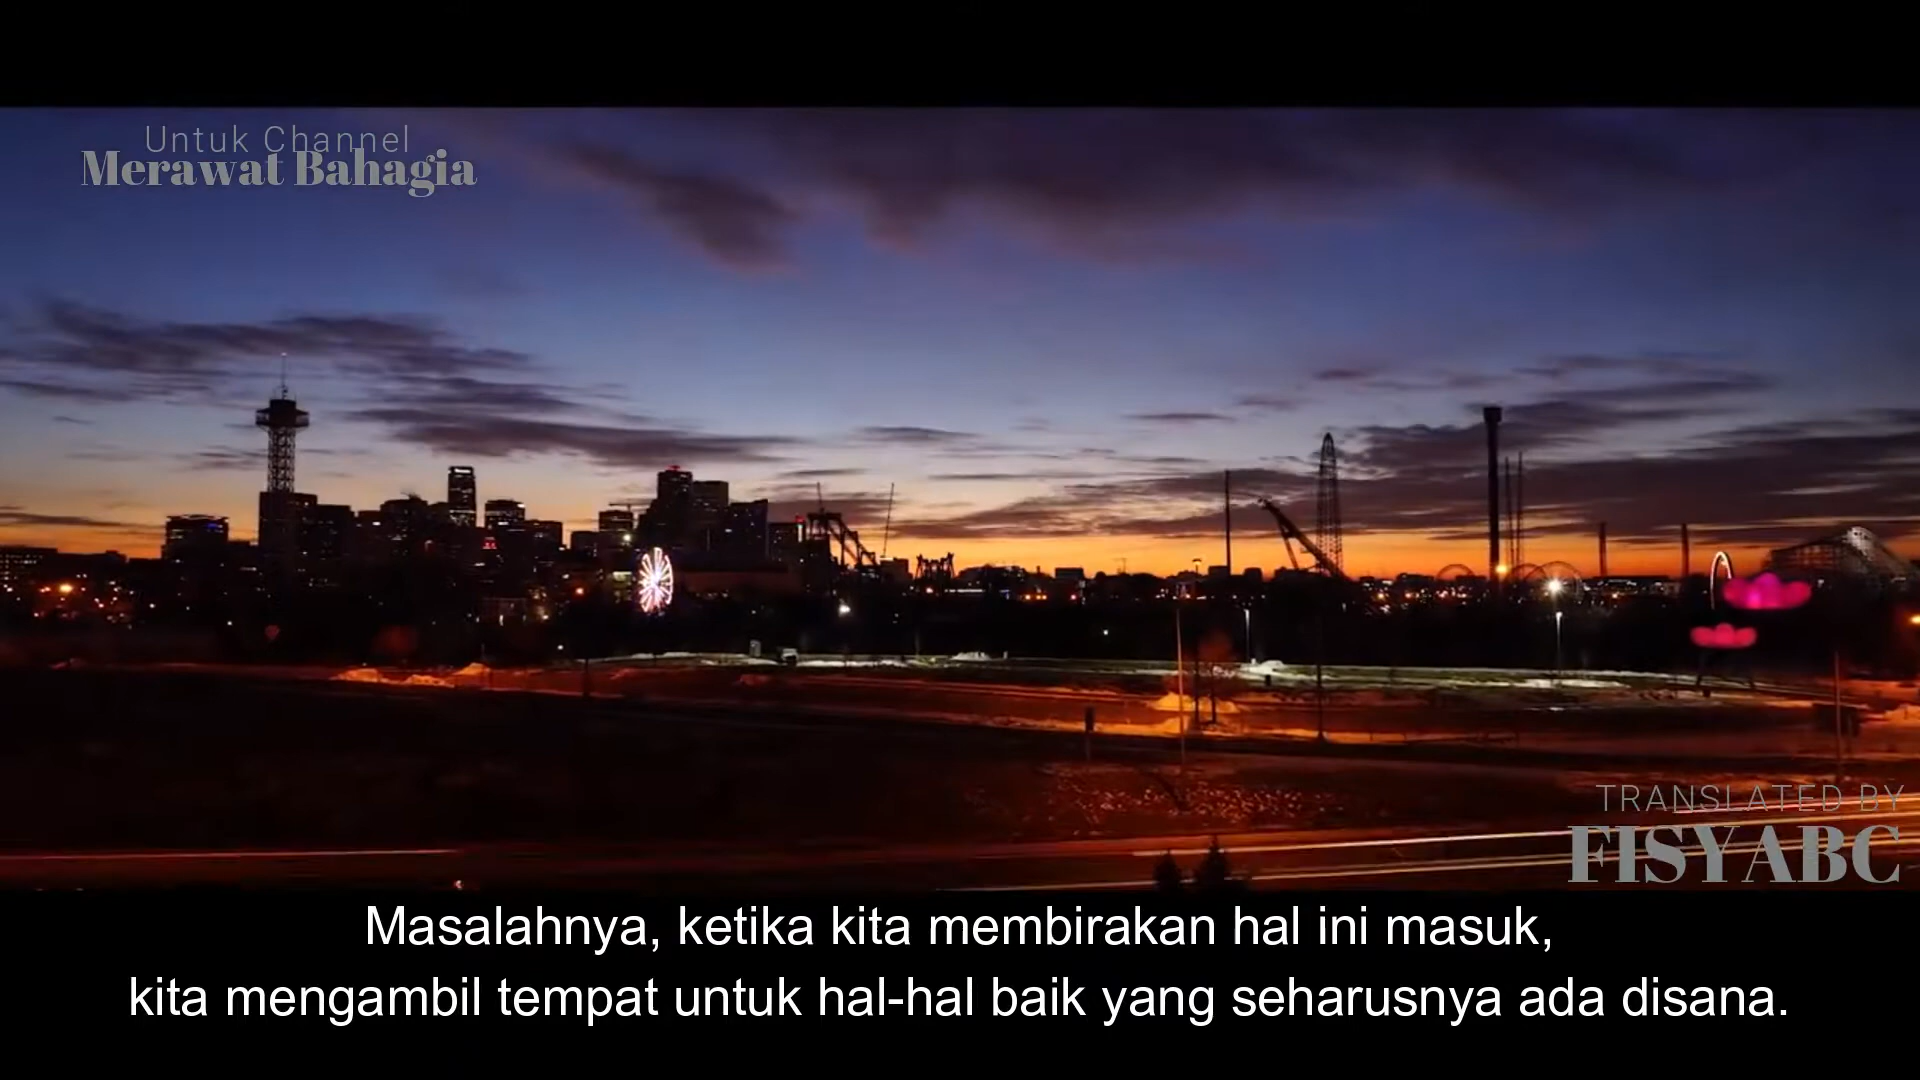 Untuk Channel
Merawat Bahagia
TRANSLATED BY
FISYABC
Masalahnya, ketika kita membirakan hal ini masuk,
kita mengambil tempat untuk hal-hal baik yang seharusnya ada disana.